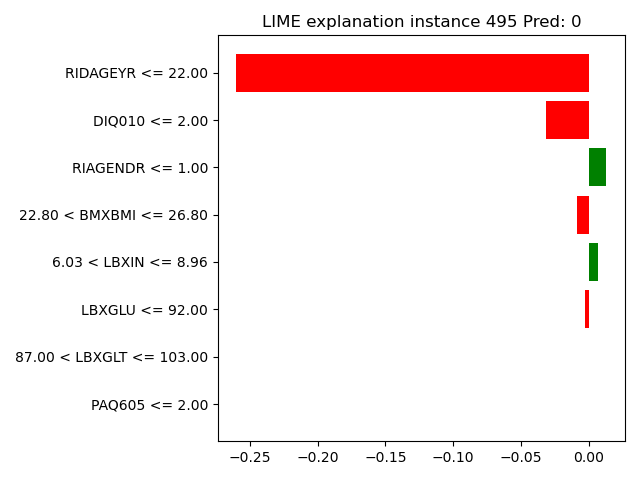 LIME explanation instance 495 Pred: 0
RIDAGEYR <= 22.00
DIQ010 <= 2.00
RIAGENDR <= 1.00
22.80 < BMXBMI <= 26.80
6.03 < LBXIN <= 8.96
LBXGLU <= 92.00
87.00 < LBXGLT <= 103.00
PAQ605 <= 2.00
−0.25 −0.20 −0.15 −0.10 −0.05 0.00